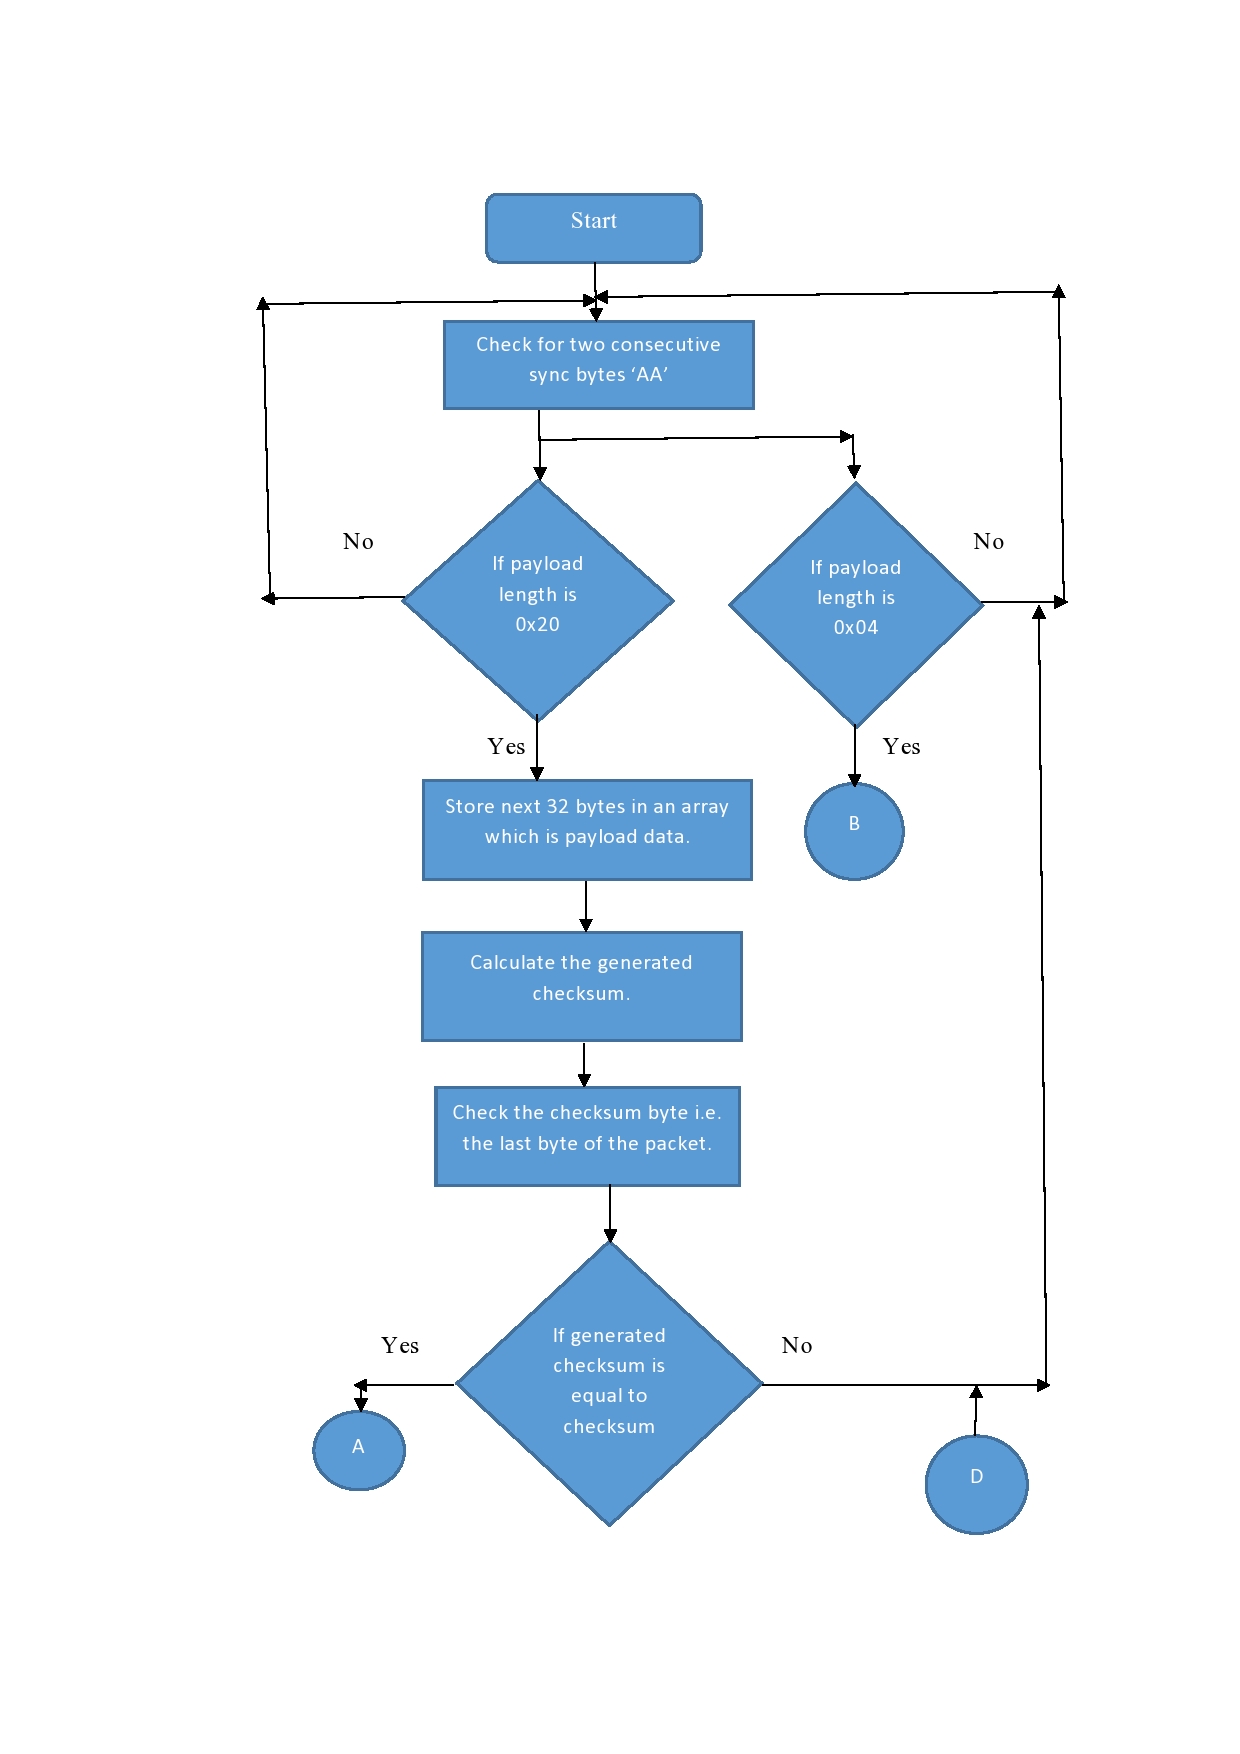 Start
Check for two consecutive
sync bytes ‘AA’
No
If payload
length is
0x20
If payload
length is
0x04
No
Yes
Yes
Store next 32 bytes in an array
which is payload data.
B
Calculate the generated
checksum.
Check the checksum byte i.e.
the last byte of the packet.
Yes
If generated
checksum is
equal to
checksum
No
A
D